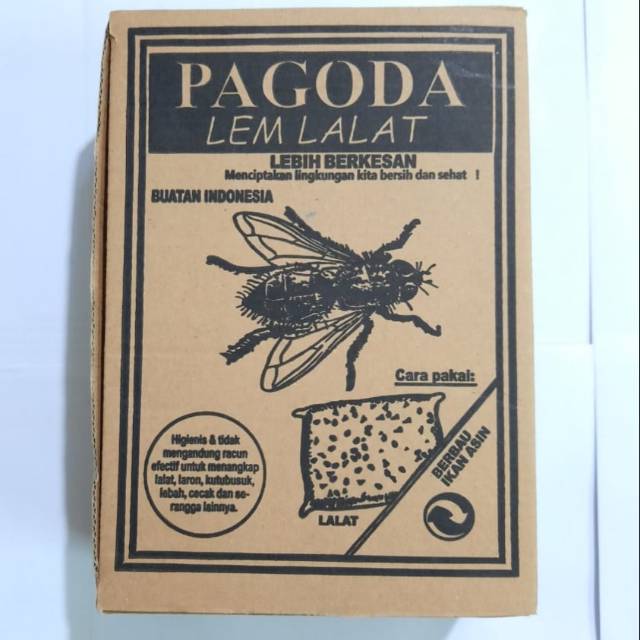 PAGODA
LEM LALAT
LEBIH BERKESAN
Menciptakan lingkungan kita bersih dan sehat !
BUATAN INDONESIA
Cara pakai:
Higienis & tidak
mengandung racun
efectif untuk menangkap
lalat, laron, kutubusuk,
lebah, cecak dan se-
rangga lainnya.
LALAT
BERBAU
IKAN ASIN